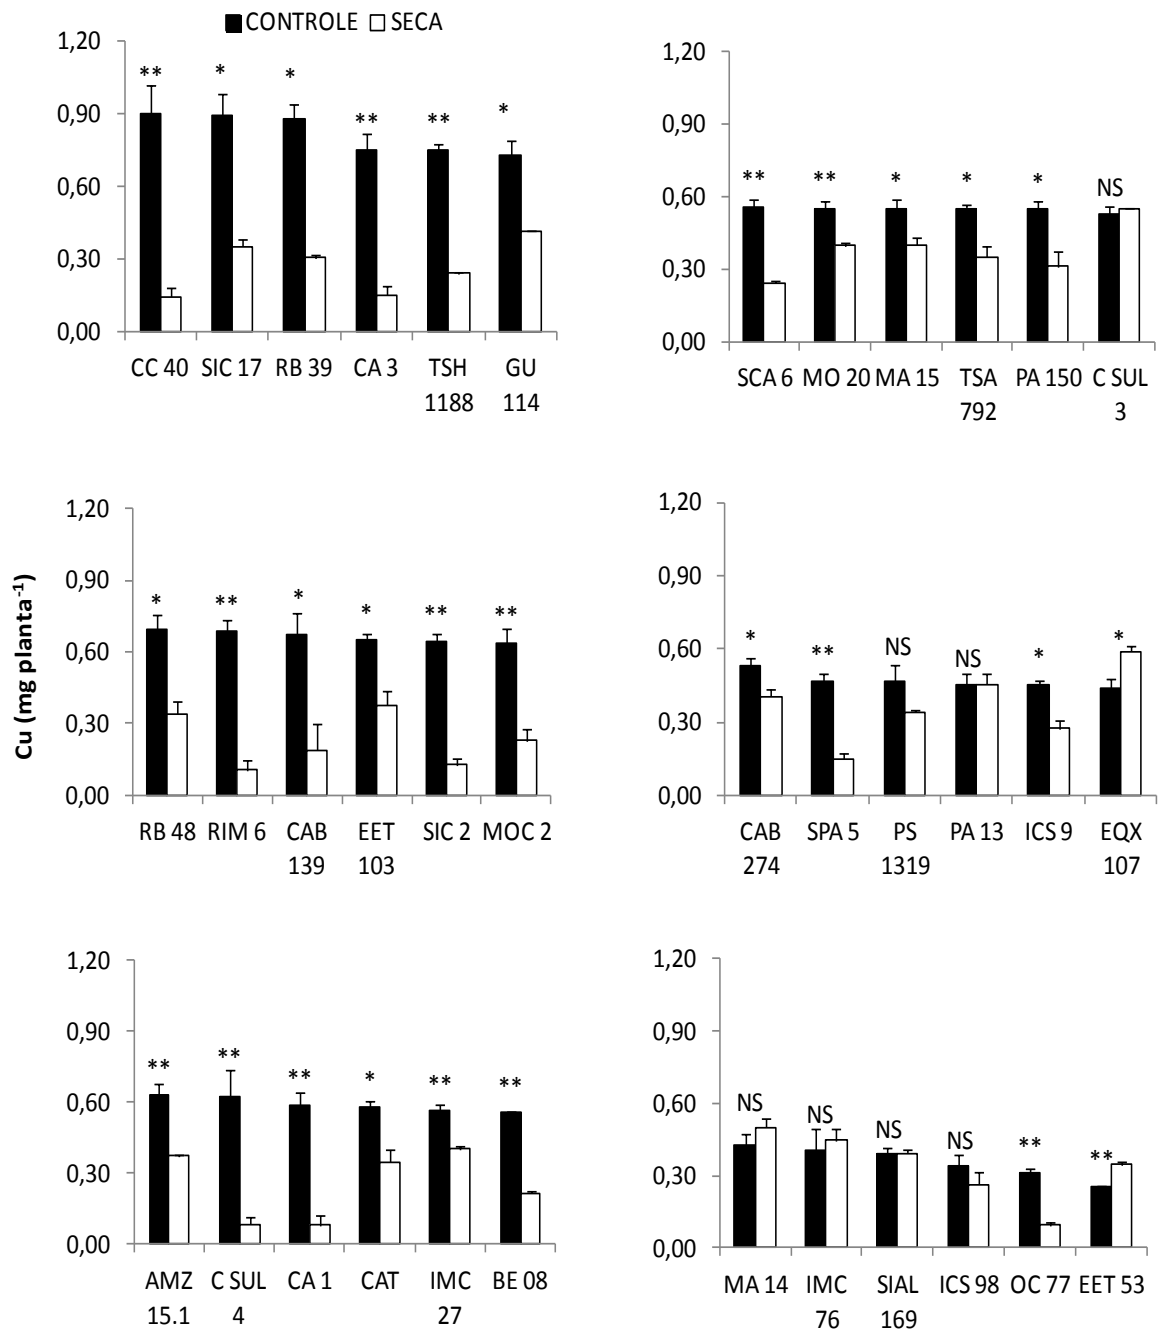 CONTROLE SECA
1,20
0,90
0,60
0,30
0,00
** * * ** ** *
CC 40 SIC 17 RB 39 CA 3 TSH GU
1188 114
1,20
0,90
0,60
0,30
0,00
** ** * * * NS
SCA 6 MO 20 MA 15 TSA PA 150 C SUL
792 3
Cu (mg planta⁻¹)
1,20
0,90
0,60
0,30
0,00
* ** * * ** **
RB 48 RIM 6 CAB EET SIC 2 MOC 2
139 103
1,20
0,90
0,60
0,30
0,00
* ** NS NS * *
CAB SPA 5 PS PA 13 ICS 9 EQX
274 1319 107
1,20
0,90
0,60
0,30
0,00
** ** ** * ** **
AMZ C SUL CA 1 CAT IMC BE 08
15.1 4 27
1,20
0,90
0,60
0,30
0,00
NS NS NS NS ** **
MA 14 IMC SIAL ICS 98 OC 77 EET 53
76 169